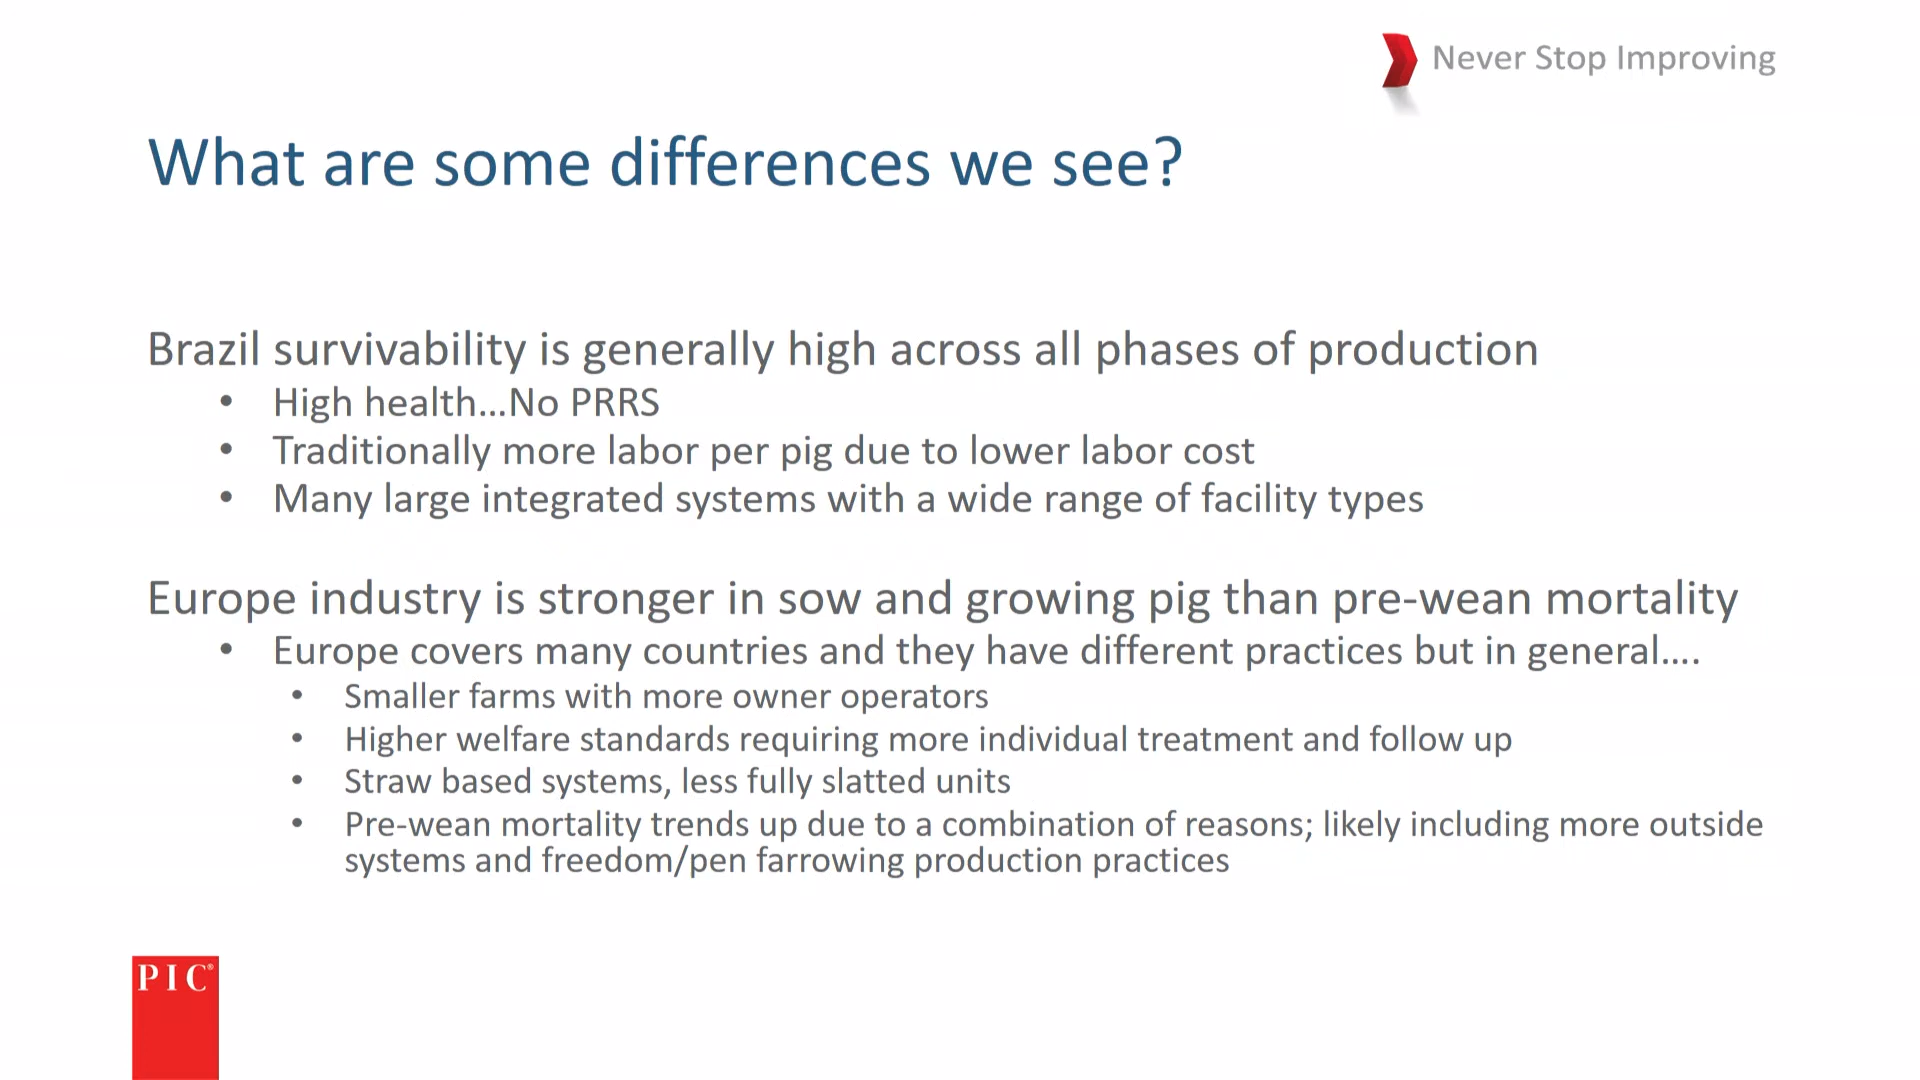 Never Stop Improving
What are some differences we see?
Brazil survivability is generally high across all phases of production
• High health...No PRRS
• Traditionally more labor per pig due to lower labor cost
• Many large integrated systems with a wide range of facility types
Europe industry is stronger in sow and growing pig than pre-wean mortality
• Europe covers many countries and they have different practices but in general....
• Smaller farms with more owner operators
• Higher welfare standards requiring more individual treatment and follow up
• Straw based systems, less fully slatted units
• Pre-wean mortality trends up due to a combination of reasons; likely including more outside
systems and freedom/pen farrowing production practices
PIC®